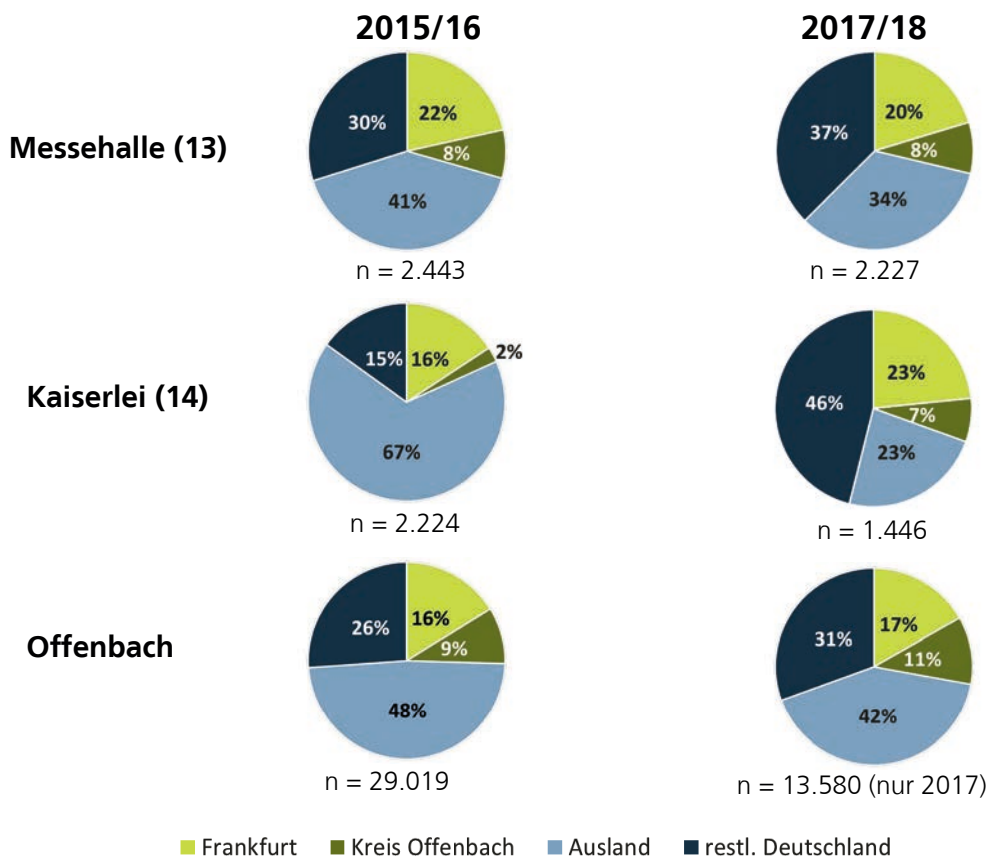 2015/16 2017/18
Messehalle (13)
30% 22% 8% 41%
37% 20% 8% 34%
n = 2.443 n = 2.227
Kaiserlei (14)
15% 16% 2% 67%
46% 23% 7% 23%
n = 2.224 n = 1.446
Offenbach
26% 16% 9% 48%
31% 17% 11% 42%
n = 29.019 n = 13.580 (nur 2017)
Frankfurt Kreis Offenbach Ausland restl. Deutschland